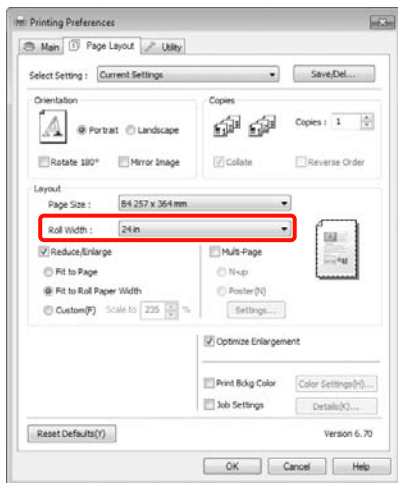 Printing Preferences
Main Page Layout Utility
Select Setting : Current Settings Save/Del...
Orientation
Portrait Landscape
Rotate 180° Mirror Image
Copies
Copies : 1
Collate Reverse Order
Layout
Page Size : B4 257 x 364 mm
Roll Width : 24 in
Reduce/Enlarge
Fit to Page
Fit to Roll Paper Width
Custom(F) Scale to 235 %
Multi-Page
N-up
Poster(N)
Settings...
Optimize Enlargement
Print Bckg Color Color Settings(H)...
Job Settings Details(K)...
Reset Defaults(Y) Version 6.70
OK Cancel Help